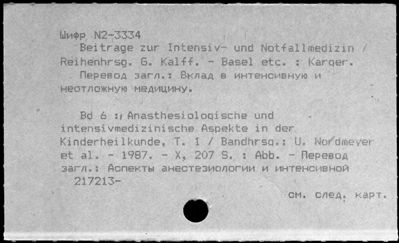 Шифр N2-3334
Beitrage zur Intensiv- und Notfallmedizin /
Reihenhrsg. G. Kalff. - Basel etc. : Karger.
Перевод загл.: Вклад в интенсивную и
неотложную медицину.
Bd 6 :, Anasthesiologische und
intensivmedizinische Aspekte in der
Kinderheilkunde, T. 1 / Bandhrsg.: U. Nordmeyer
et al. - 1987. - X, 207 S. : Abb. - Перевод
загл.: Аспекты анестезиологии и интенсивной
217213-
см. след. карт.